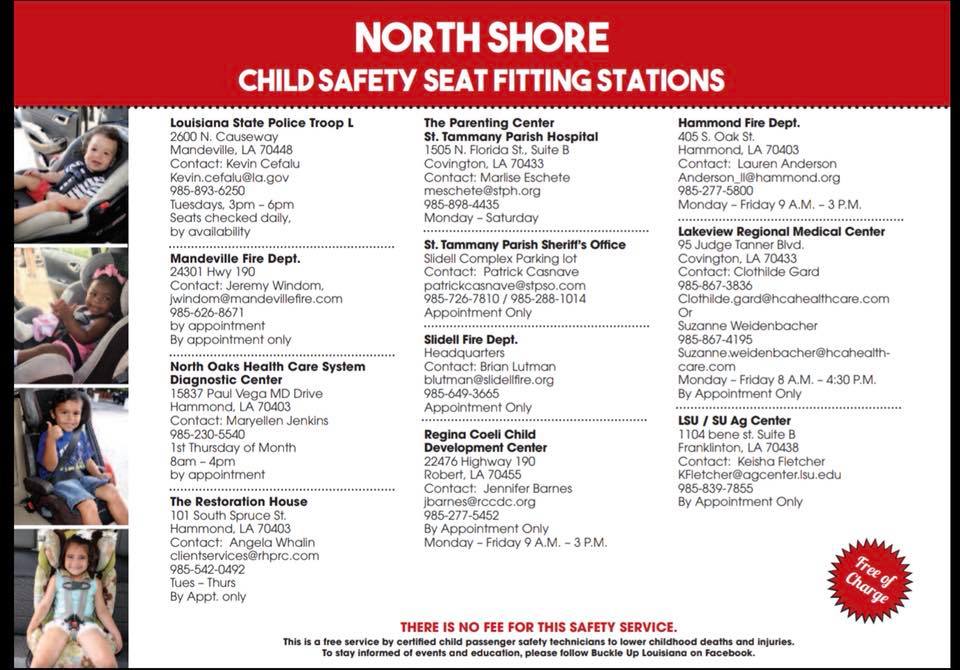 NORTH SHORE
CHILD SAFETY SEAT FITTING STATIONS
Louisiana State Police Troop L
2600 N. Causeway
Mandeville, LA 70448
Contact: Kevin Cefalu
Kevin.cefalu@la.gov
985-893-6250
Tuesdays, 3pm – 6pm
Seats checked daily,
by availability
Mandeville Fire Dept.
24301 Hwy 190
Contact: Jeremy Windom,
jwindom@mandevillefire.com
985-626-8671
by appointment
By appointment only
North Oaks Health Care System
Diagnostic Center
15837 Paul Vega MD Drive
Hammond, LA 70403
Contact: Maryellen Jenkins
985-230-5540
1st Thursday of Month
8am – 4pm
by appointment
The Restoration House
101 South Spruce St.
Hammond, LA 70403
Contact: Angela Whalin
clientservices@rhprc.com
985-542-0492
Tues – Thurs
By Appt. only
The Parenting Center
St. Tammany Parish Hospital
1505 N. Florida St., Suite B
Covington, LA 70433
Contact: Marlise Eschete
meschete@stph.org
985-898-4435
Monday – Saturday
St. Tammany Parish Sheriff's Office
Slidell Complex Parking lot
Contact: Patrick Casnave
patrickcasnave@stpso.com
985-726-7810 / 985-288-1014
Appointment Only
Slidell Fire Dept.
Headquarters
Contact: Brian Lutman
blutman@slidellfire.org
985-649-3665
Appointment Only
Regina Coeli Child
Development Center
22476 Highway 190
Robert, LA 70455
Contact: Jennifer Barnes
jbarnes@rccdc.org
985-277-5452
By Appointment Only
Monday – Friday 9 A.M. – 3 P.M.
Hammond Fire Dept.
405 S. Oak St.
Hammond, LA 70403
Contact: Lauren Anderson
Anderson_ll@hammond.org
985-277-5800
Monday – Friday 9 A.M. – 3 P.M.
Lakeview Regional Medical Center
95 Judge Tanner Blvd.
Covington, LA 70433
Contact: Clothilde Gard
985-867-3836
Clothilde.gard@hcahealthcare.com
Or
Suzanne Weidenbacher
985-867-4195
Suzanne.weidenbacher@hcahealth-
care.com
Monday – Friday 8 A.M. – 4:30 P.M.
By Appointment Only
LSU / SU Ag Center
1104 bene st. Suite B
Franklinton, LA 70438
Contact: Keisha Fletcher
KFletcher@agcenter.lsu.edu
985-839-7855
By Appointment Only
Free of
Charge
THERE IS NO FEE FOR THIS SAFETY SERVICE.
This is a free service by certified child passenger safety technicians to lower childhood deaths and injuries.
To stay informed of events and education, please follow Buckle Up Louisiana on Facebook.